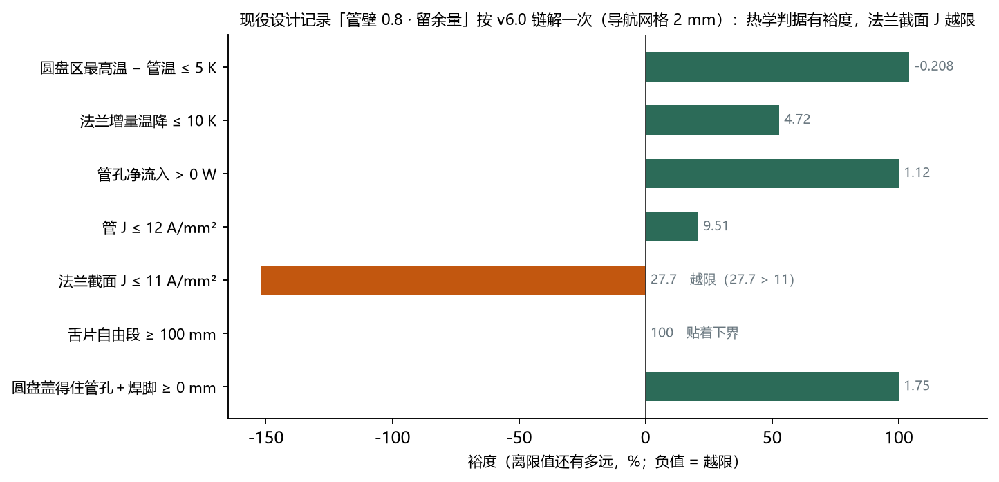 现役设计记录「管壁 0.8 · 留余量」按 v6.0 链解一次（导航网格 2 mm）：热学判据有裕度，法兰截面 J 越限
圆盘区最高温 − 管温 ≤ 5 K
-0.208
法兰增量温降 ≤ 10 K
4.72
管孔净流入 > 0 W
1.12
管 J ≤ 12 A/mm²
9.51
法兰截面 J ≤ 11 A/mm²
27.7 越限（27.7 > 11）
舌片自由段 ≥ 100 mm
100 贴着下界
圆盘盖得住管孔＋焊脚 ≥ 0 mm
1.75
-150 -100 -50 0 50 100
裕度（离限值还有多远，%；负值 = 越限）